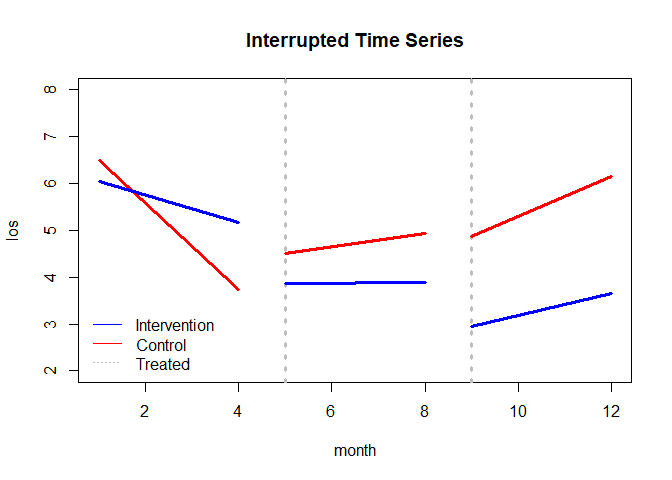 Interrupted Time Series
8
7
6
5
4
3
2
los
Intervention
Control
Treated
2 4 6 8 10 12
month